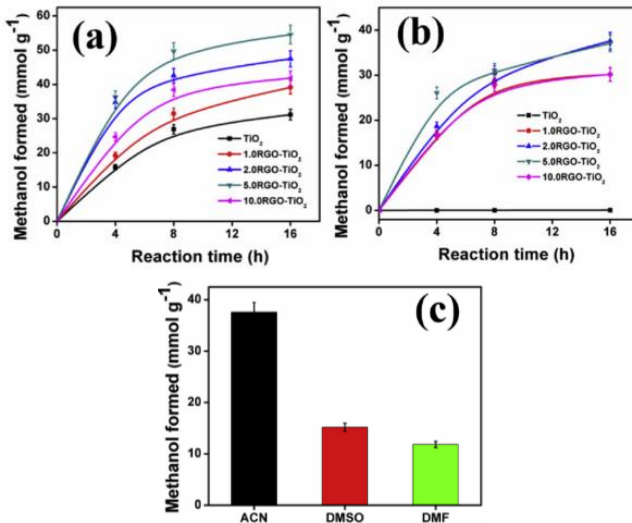 (a)
Methanol formed (mmol g⁻¹)
60
50
40
30
20
10
0
TiO₂
1.0RGO-TiO₂
2.0RGO-TiO₂
5.0RGO-TiO₂
10.0RGO-TiO₂
0 4 8 12 16
Reaction time (h)
(b)
Methanol formed (mmol g⁻¹)
40
30
20
10
0
TiO₂
1.0RGO-TiO₂
2.0RGO-TiO₂
5.0RGO-TiO₂
10.0RGO-TiO₂
0 4 8 12 16
Reaction time (h)
(c)
Methanol formed (mmol g⁻¹)
40
30
20
10
0
ACN DMSO DMF